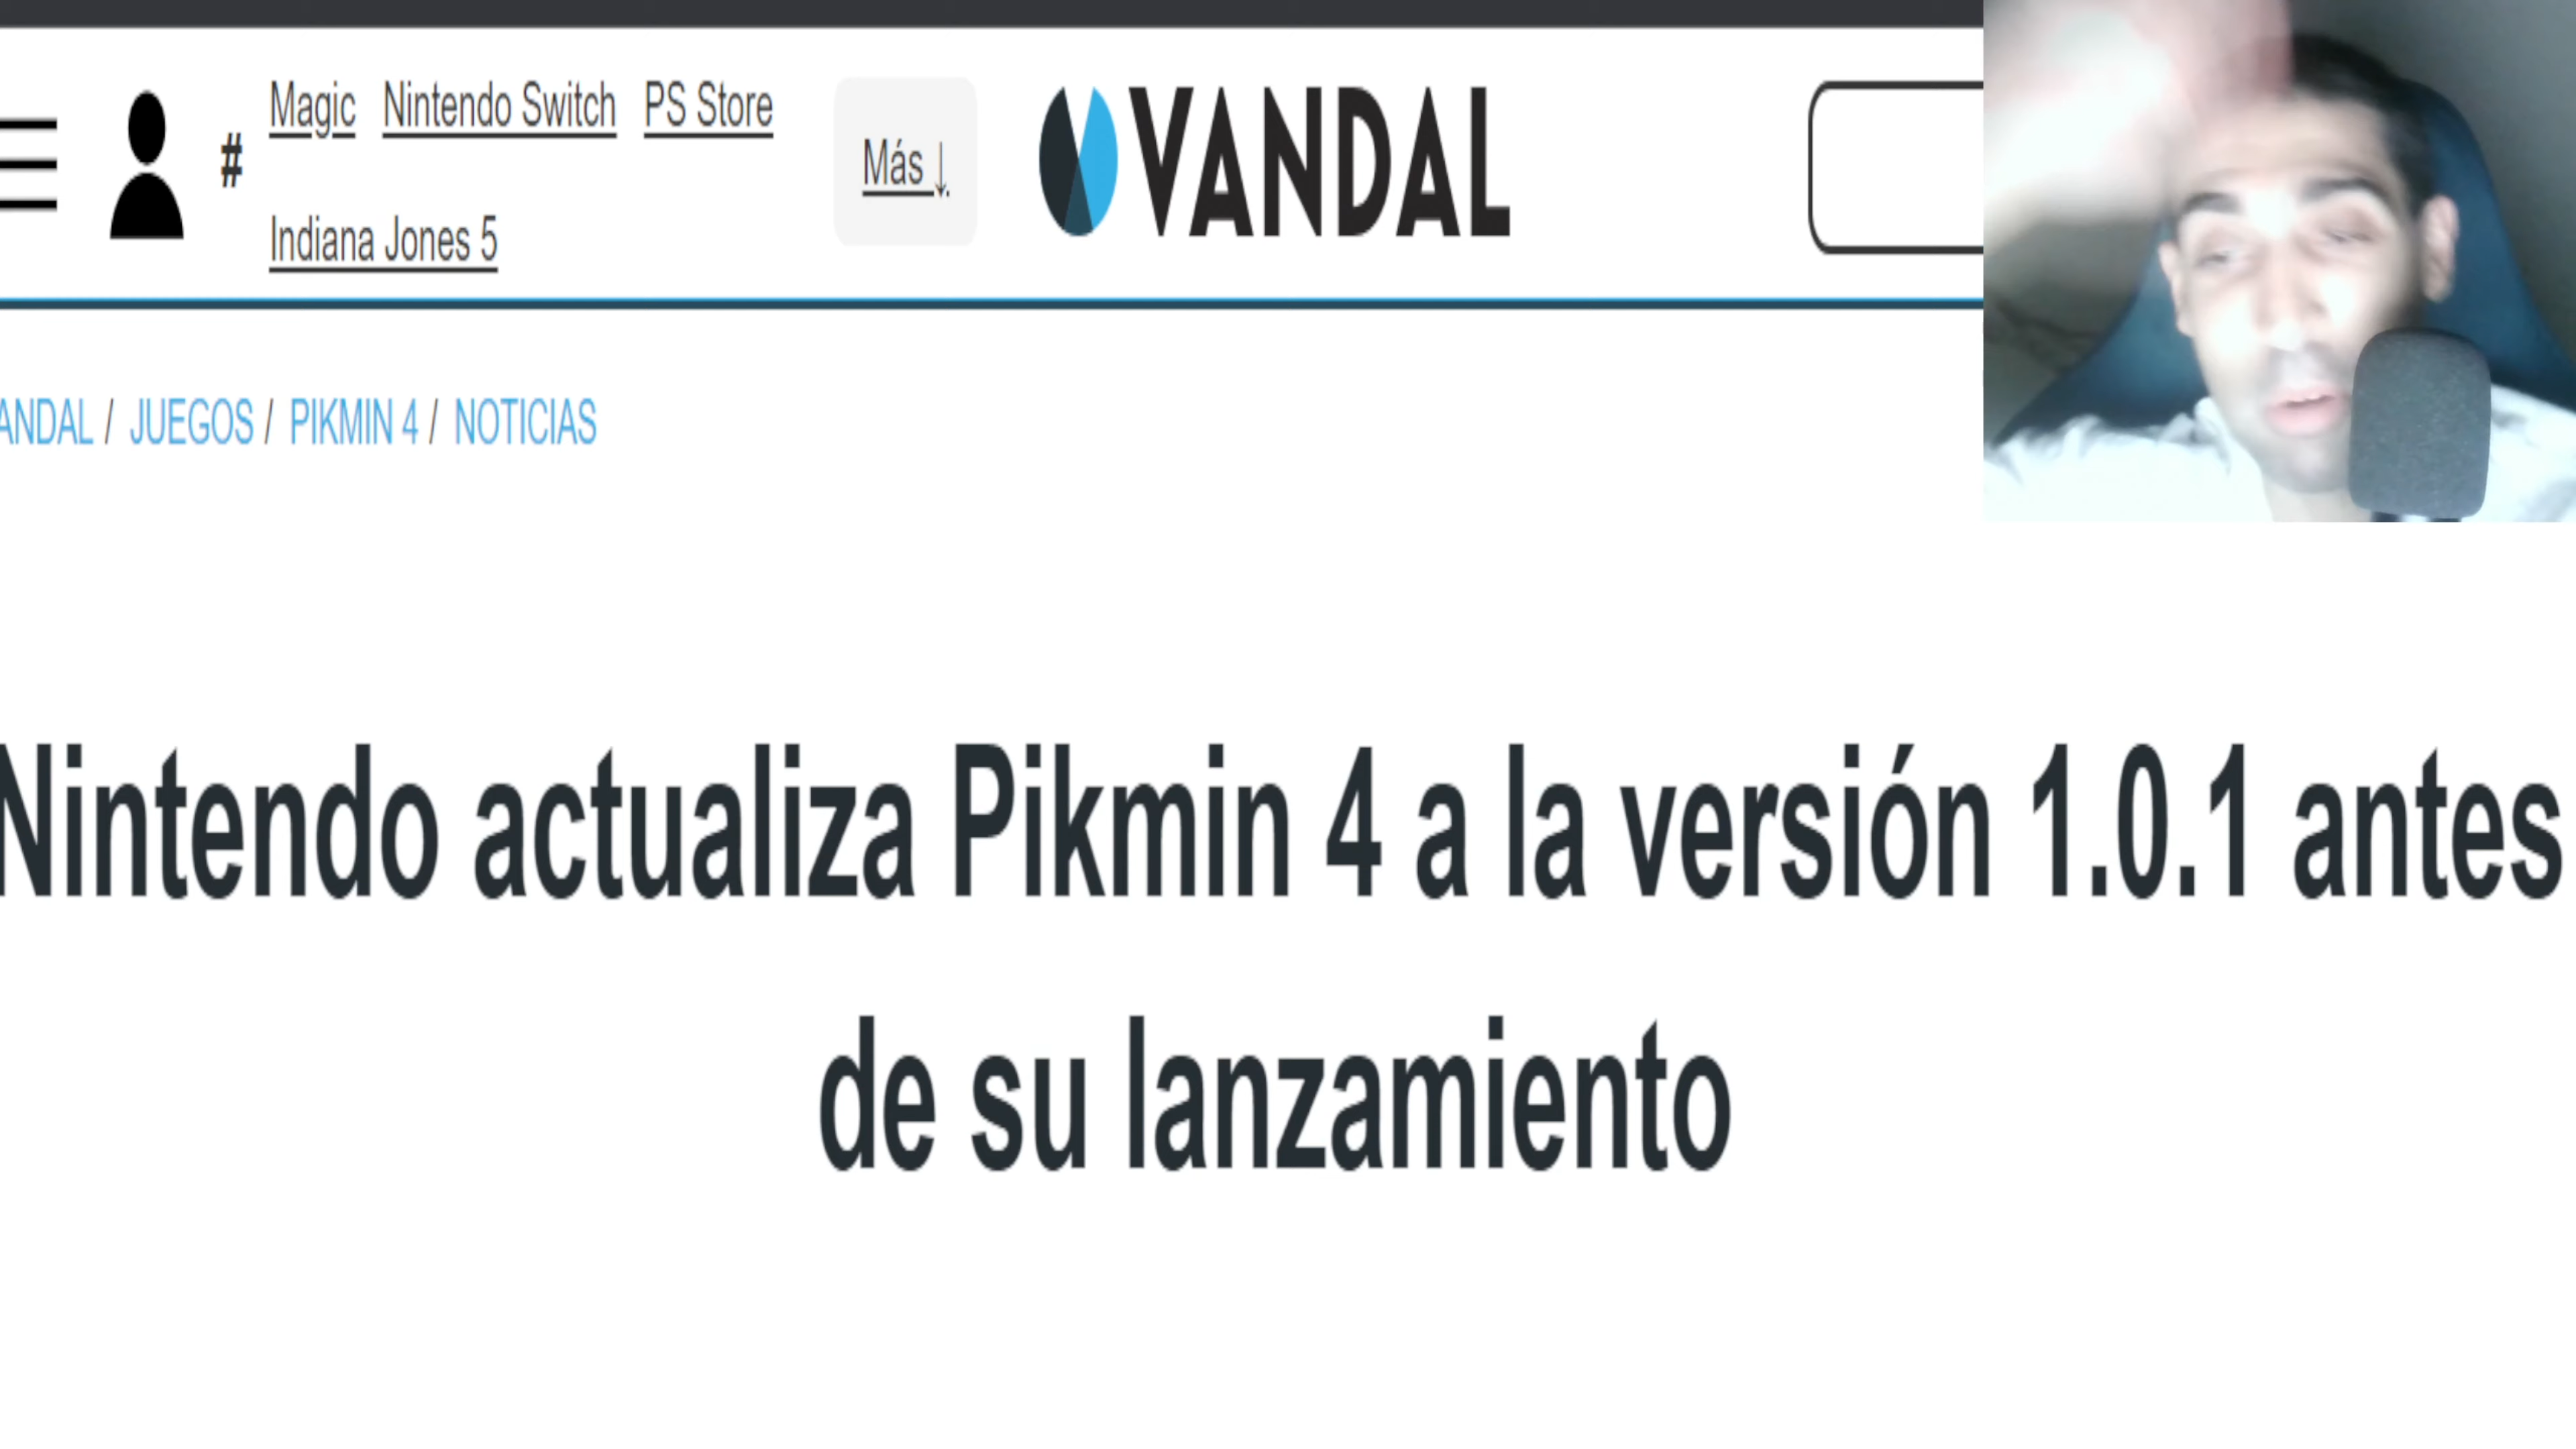 # Magic Nintendo Switch PS Store
Indiana Jones 5
Más ↓
VANDAL
ANDAL / JUEGOS / PIKMIN 4 / NOTICIAS
Nintendo actualiza Pikmin 4 a la versión 1.0.1 antes
de su lanzamiento